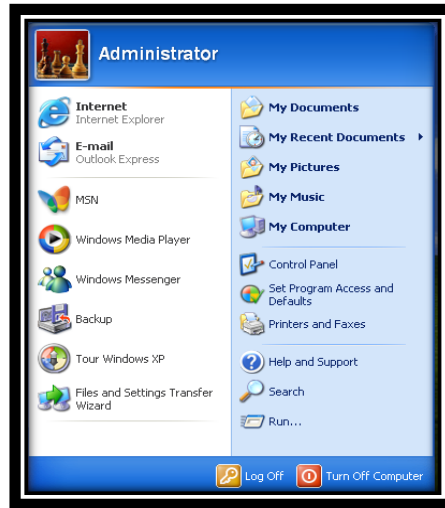 Administrator
Internet
Internet Explorer
E-mail
Outlook Express
MSN
Windows Media Player
Windows Messenger
Backup
Tour Windows XP
Files and Settings Transfer
Wizard
My Documents
My Recent Documents
My Pictures
My Music
My Computer
Control Panel
Set Program Access and
Defaults
Printers and Faxes
Help and Support
Search
Run...
Log Off
Turn Off Computer